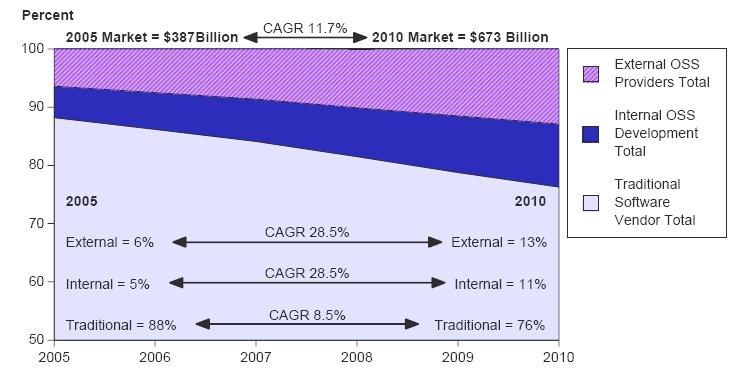 Percent
2005 Market = $387Billion
CAGR 11.7%
2010 Market = $673 Billion
100
90
80
70
60
50
2005
2010
External = 6%
CAGR 28.5%
External = 13%
Internal = 5%
CAGR 28.5%
Internal = 11%
Traditional = 88%
CAGR 8.5%
Traditional = 76%
2005
2006
2007
2008
2009
2010
External OSS
Providers Total
Internal OSS
Development
Total
Traditional
Software
Vendor Total